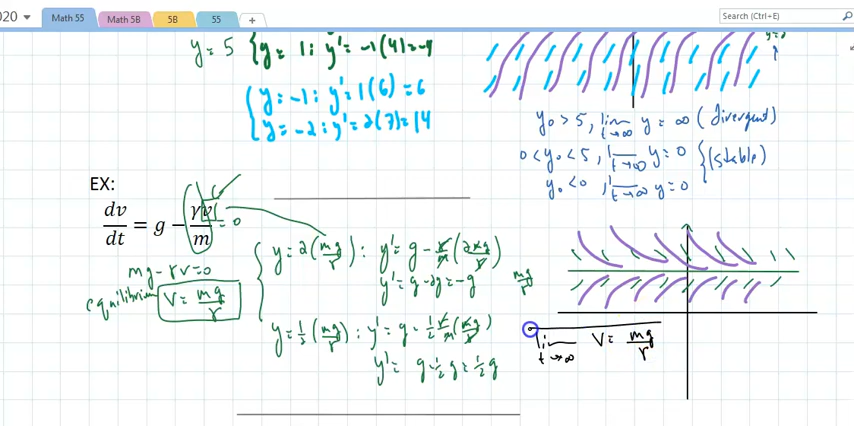 2020
Math 55
Math 5B
5B
55
+
Search (Ctrl+E)
y = 5
y = 1 : y' = -1(4) = -4
y = -1 : y' = 1(6) = 6
y = -2 : y' = 2(7) = 14
y₀ > 5, lim t→∞ y = ∞ (divergent)
0 < y₀ < 5, lim t→∞ y = 0
y₀ < 0, lim t→∞ y = 0
(stable)
EX:
dv/dt = g − γv/m
= 0
mg - γv = 0
equilibrium
V = mg/γ
y = 2(mg/γ) : y' = g - γ/m (2mg/γ)
y' = g - 2g = -g
y = 1/2 (mg/γ) : y' = g - 1/2 γ/m (mg/γ)
y' = g - 1/2 g = 1/2 g
mg/γ
lim t→∞ V = mg/γ